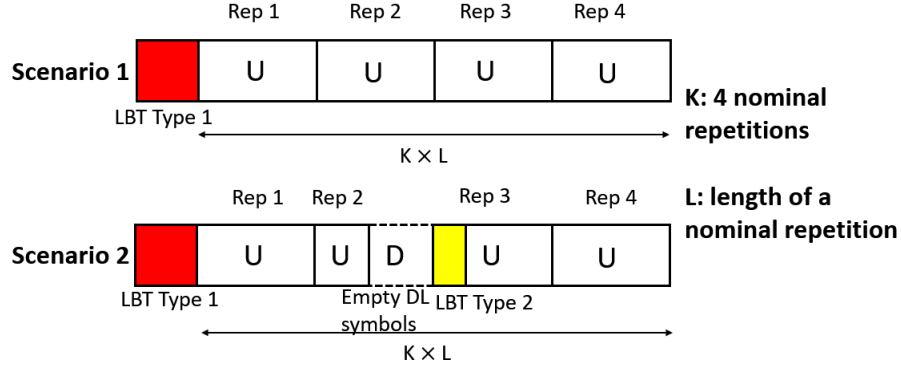 Rep 1 Rep 2 Rep 3 Rep 4
Scenario 1 U U U U
LBT Type 1
K × L
K: 4 nominal
repetitions
L: length of a
nominal repetition
Rep 1 Rep 2 Rep 3 Rep 4
Scenario 2 U U D U U
LBT Type 1
Empty DL
symbols
LBT Type 2
K × L